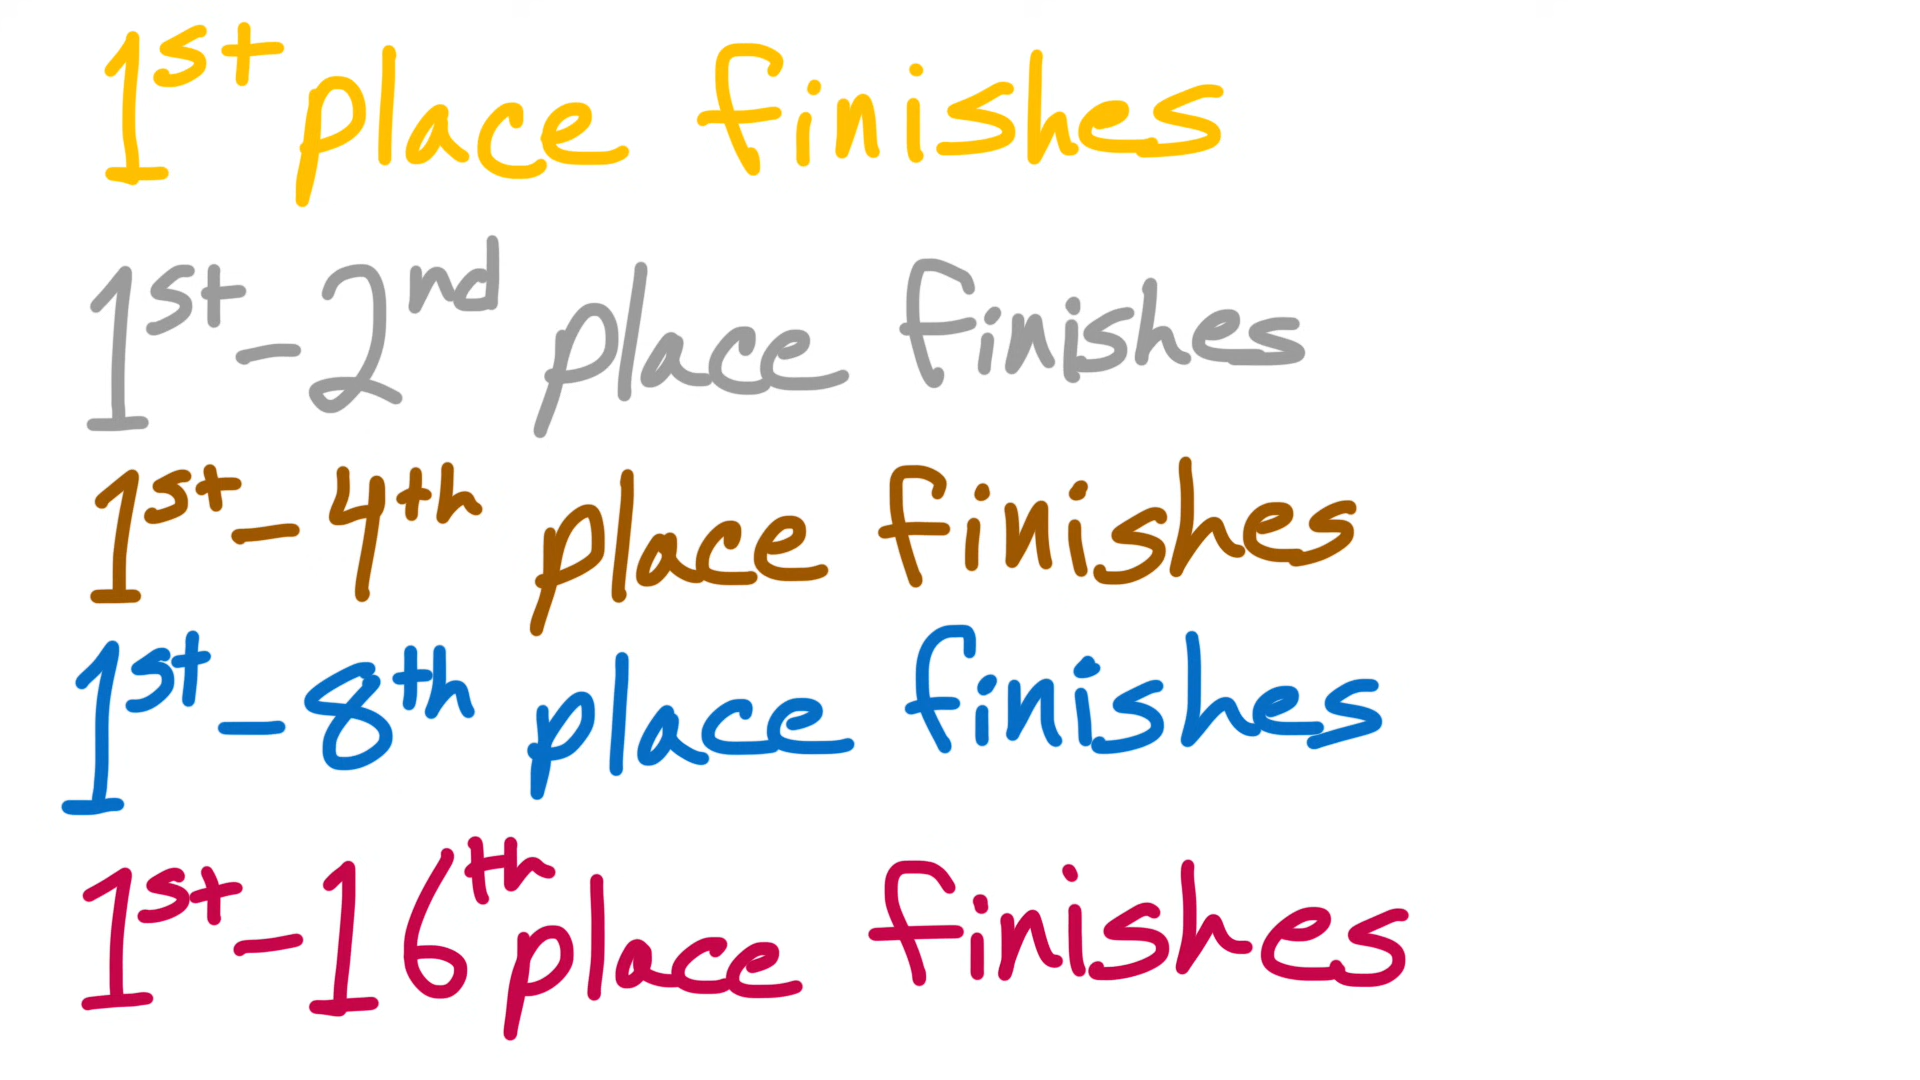 1st place finishes
1st-2nd place finishes
1st-4th place finishes
1st-8th place finishes
1st-16th place finishes